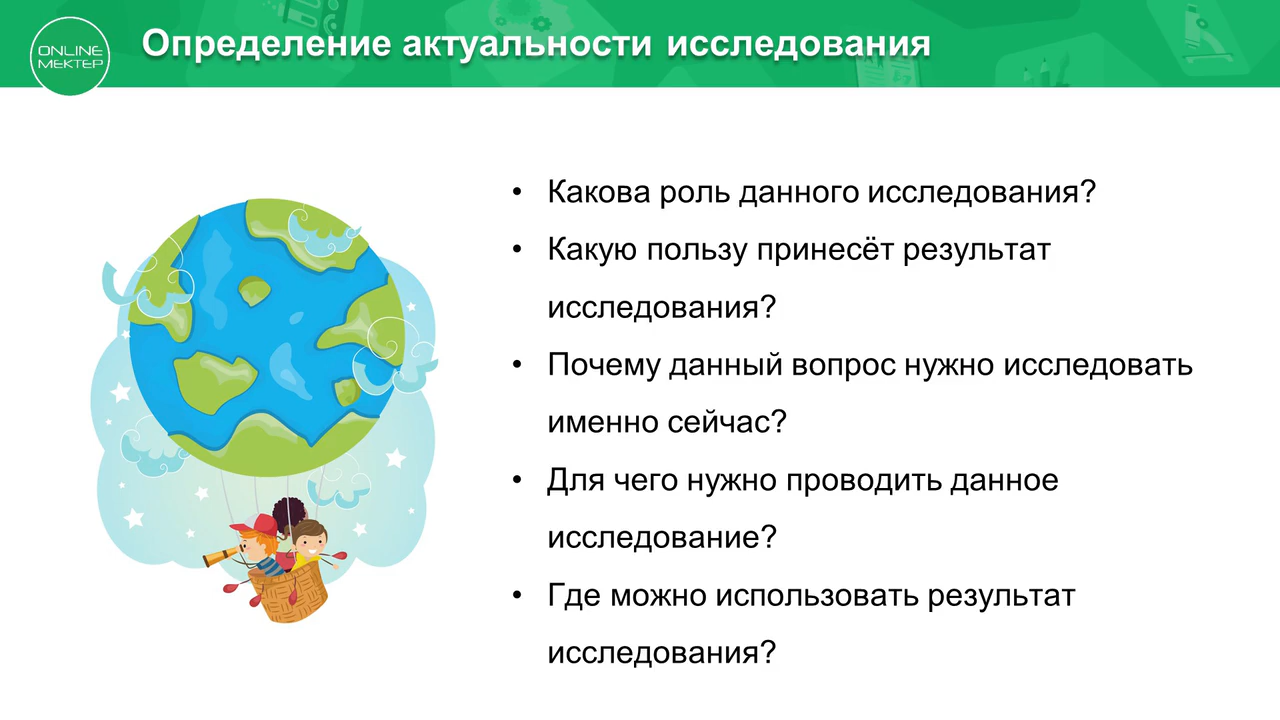 ONLINE
МЕКТЕР
Определение актуальности исследования
• Какова роль данного исследования?
• Какую пользу принесёт результат
исследования?
• Почему данный вопрос нужно исследовать
именно сейчас?
• Для чего нужно проводить данное
исследование?
• Где можно использовать результат
исследования?